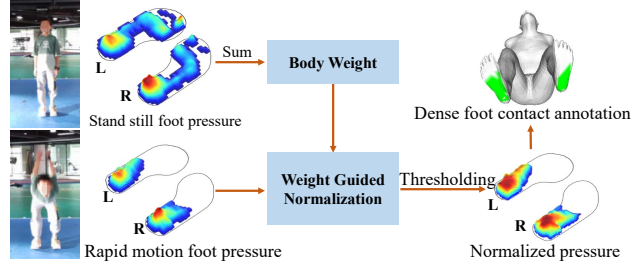 L
R
Sum
Body Weight
Stand still foot pressure
Dense foot contact annotation
L
R
Weight Guided
Normalization
Thresholding
L
R
Rapid motion foot pressure
Normalized pressure